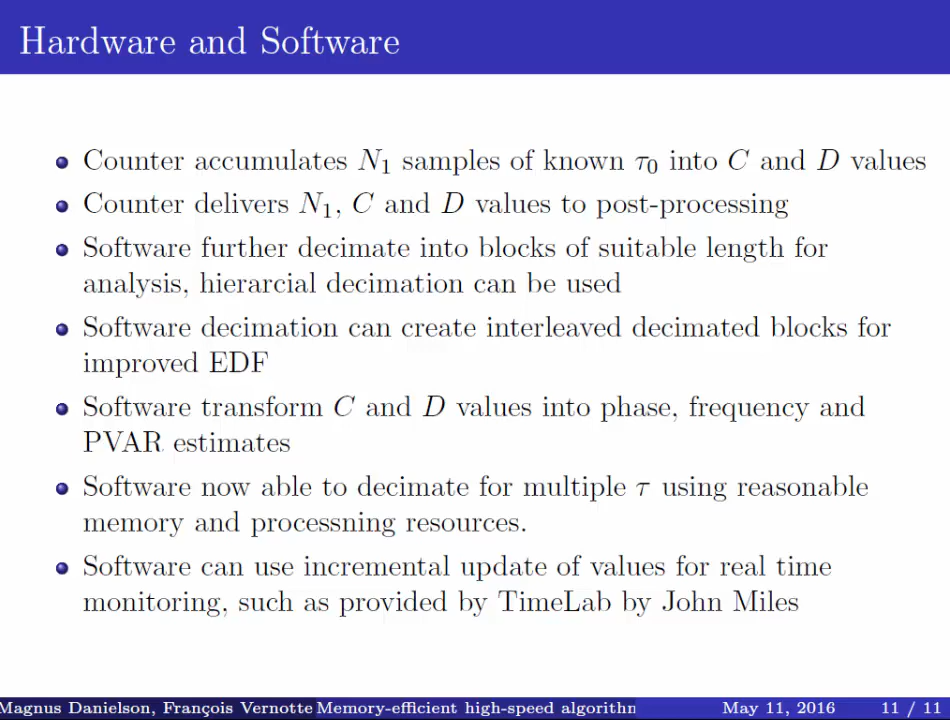 Hardware and Software
Counter accumulates N₁ samples of known τ₀ into C and D values
Counter delivers N₁, C and D values to post-processing
Software further decimate into blocks of suitable length for
analysis, hierarcial decimation can be used
Software decimation can create interleaved decimated blocks for
improved EDF
Software transform C and D values into phase, frequency and
PVAR estimates
Software now able to decimate for multiple τ using reasonable
memory and processning resources.
Software can use incremental update of values for real time
monitoring, such as provided by TimeLab by John Miles
Magnus Danielson, François Vernotte Memory-efficient high-speed algorithm May 11, 2016 11 / 11